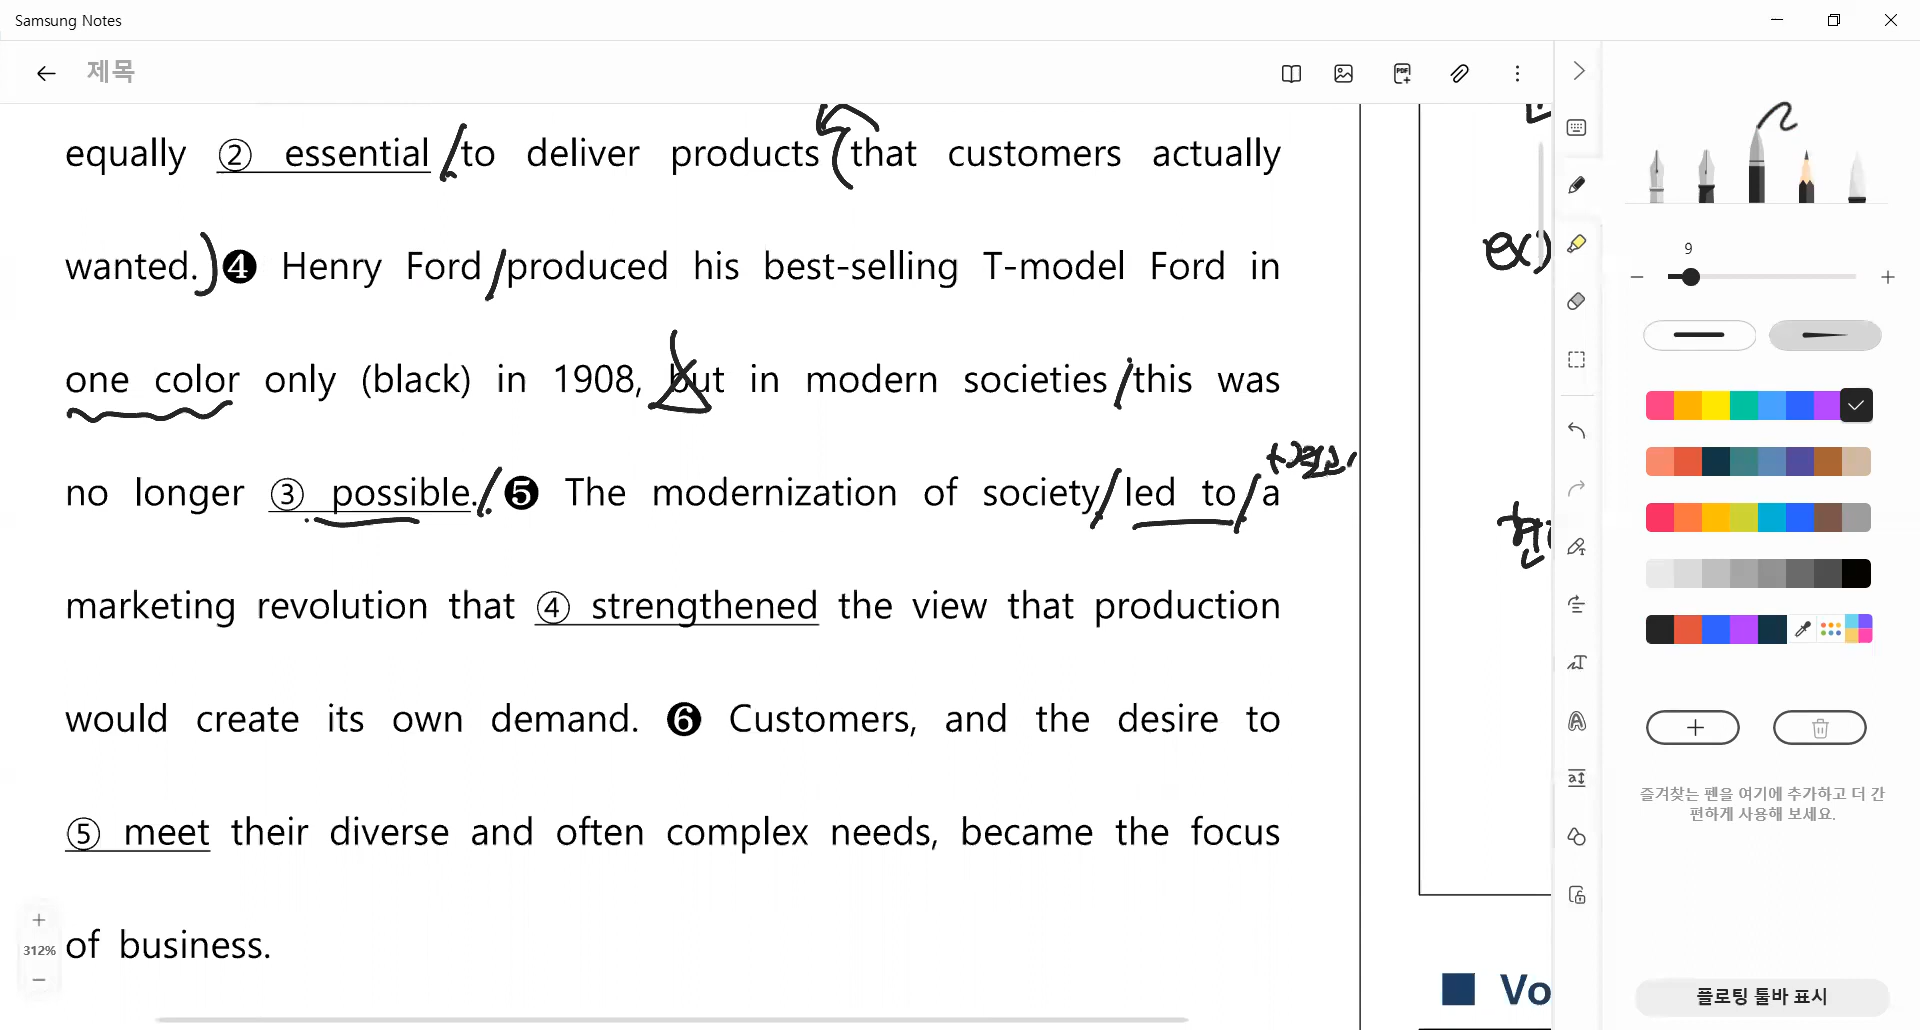 Samsung Notes
제목
equally ② essential to deliver products that customers actually
wanted. ❹ Henry Ford produced his best-selling T-model Ford in
one color only (black) in 1908, but in modern societies this was
no longer ③ possible. ❺ The modernization of society led to a
+결과
marketing revolution that ④ strengthened the view that production
would create its own demand. ❻ Customers, and the desire to
⑤ meet their diverse and often complex needs, became the focus
of business.
312%
ex)
Vo
9
즐겨찾는 펜을 여기에 추가하고 더 간
편하게 사용해 보세요.
플로팅 툴바 표시